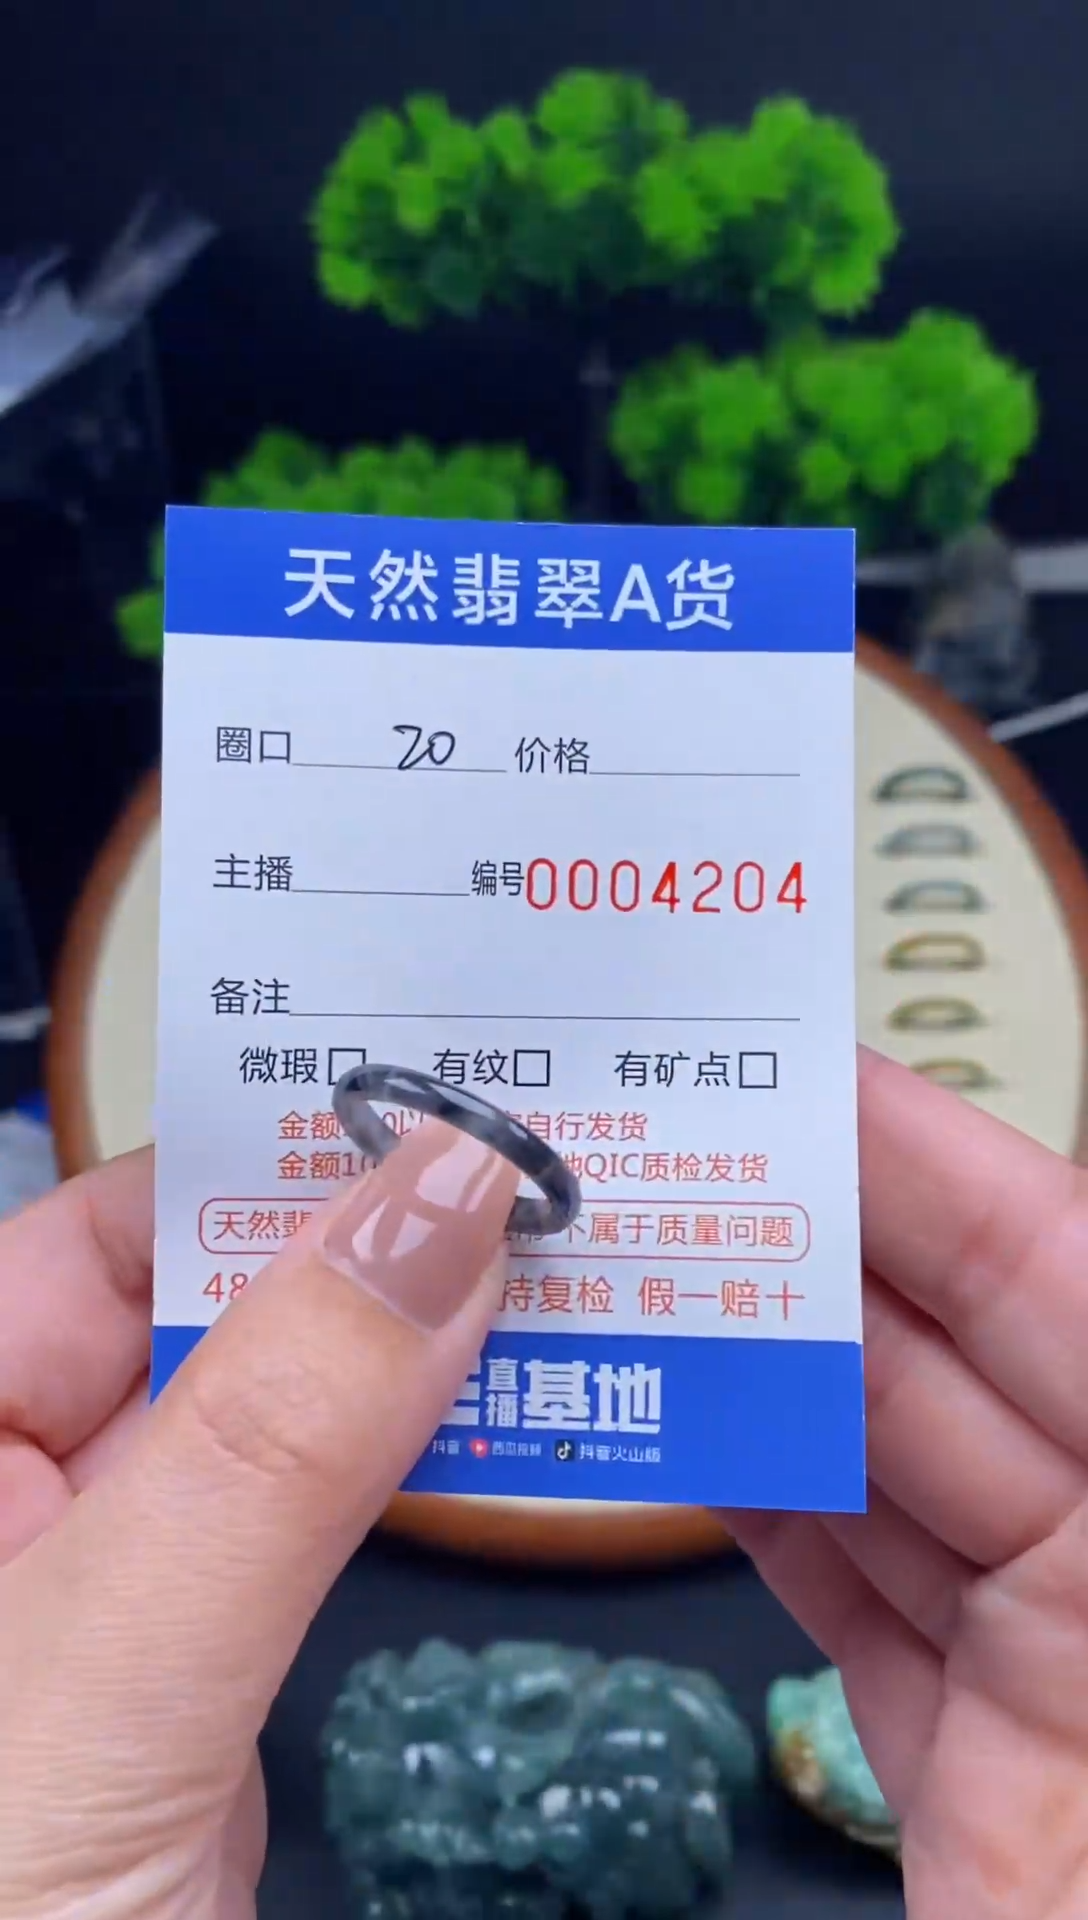 天然翡翠A货
圈口 20 价格
主播 编号0004204
备注
微瑕 有纹 有矿点
金额 自行发货
金额10 QIC质检发货
天然翡 不属于质量问题
48 持复检 假一赔十
直播基地
抖音 西瓜视频 抖音火山版